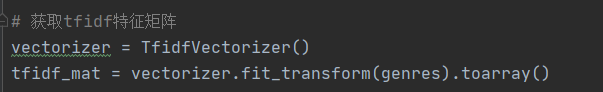 # 获取tfidf特征矩阵
vectorizer = TfidfVectorizer()
tfidf_mat = vectorizer.fit_transform(genres).toarray()